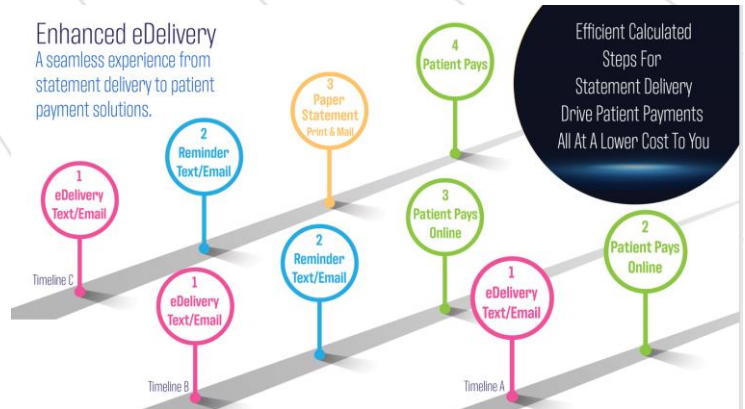 Enhanced eDelivery
A seamless experience from
statement delivery to patient
payment solutions.
Efficient Calculated
Steps For
Statement Delivery
Drive Patient Payments
All At A Lower Cost To You
1
eDelivery
Text/Email
2
Reminder
Text/Email
3
Paper
Statement
Print & Mail
4
Patient Pays
Timeline C
1
eDelivery
Text/Email
2
Reminder
Text/Email
3
Patient Pays
Online
Timeline B
1
eDelivery
Text/Email
2
Patient Pays
Online
Timeline A